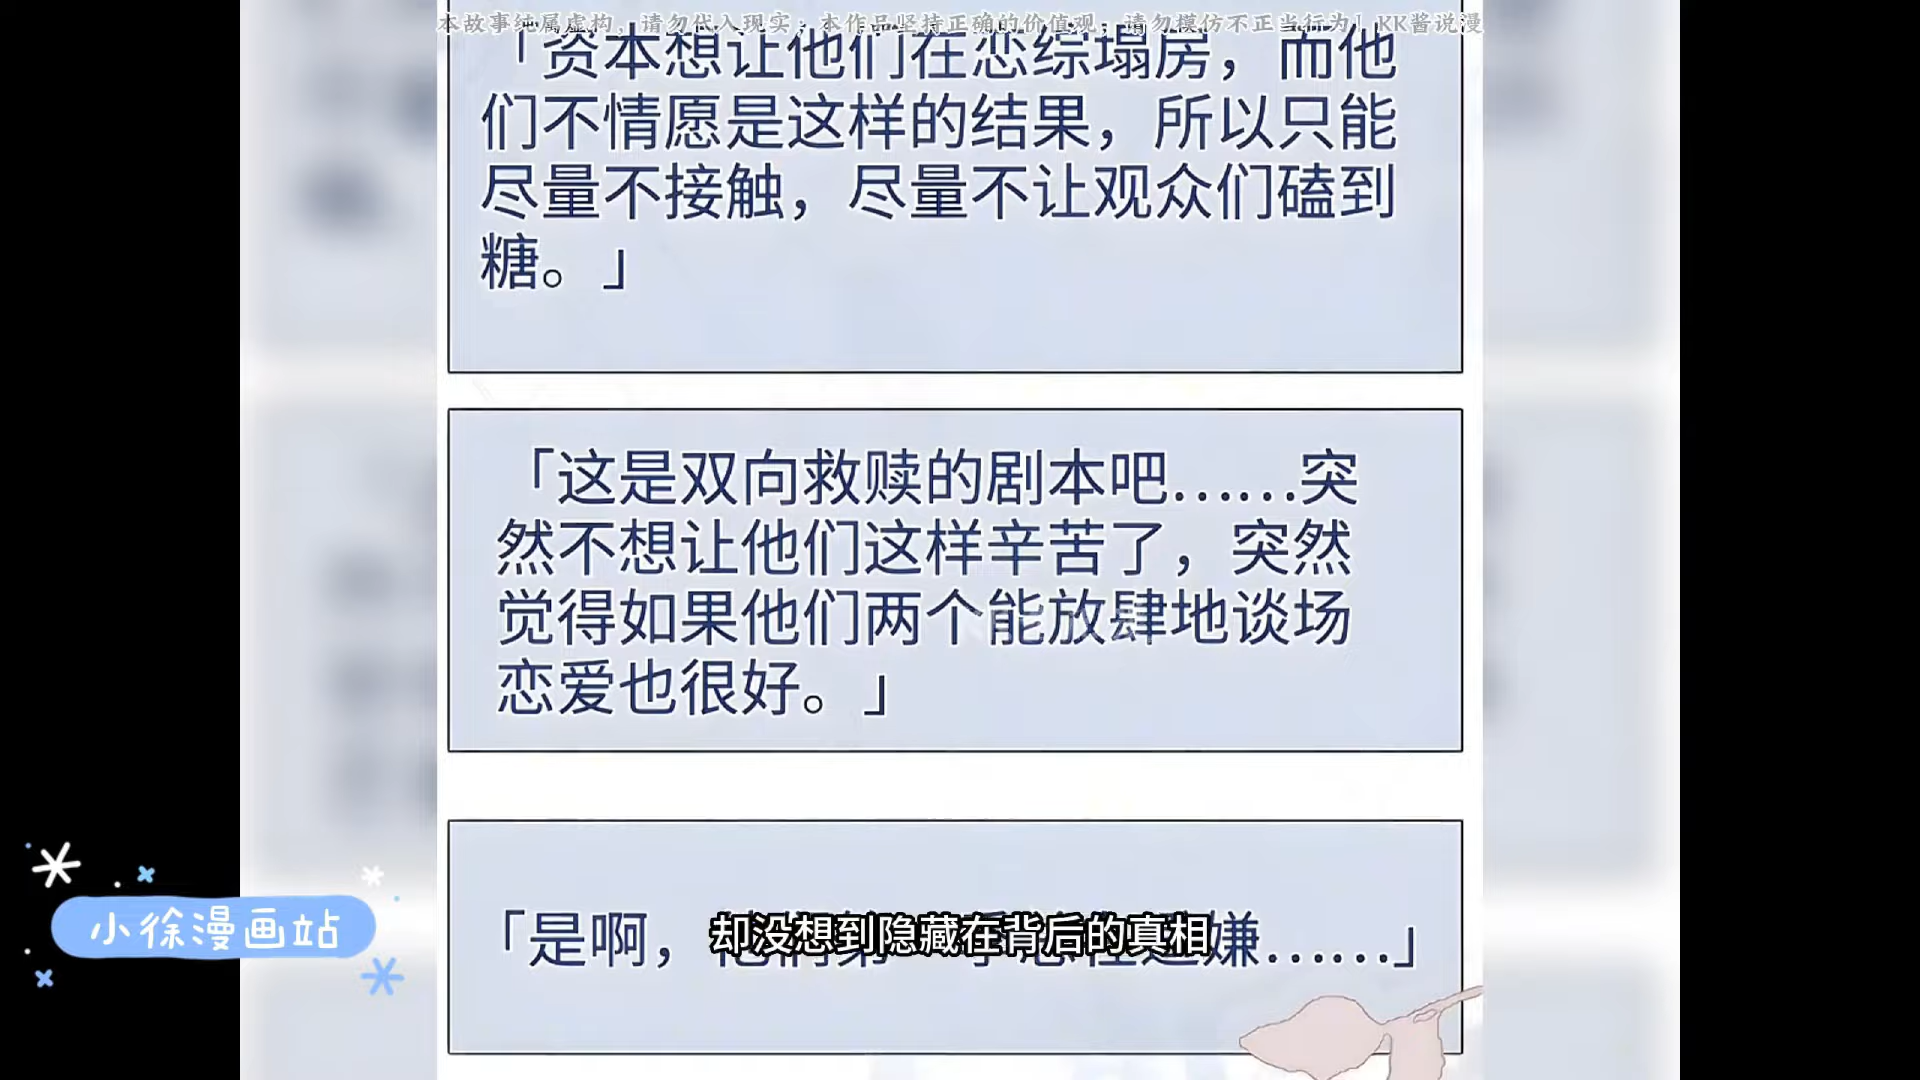 本故事纯属虚构，请勿代入现实；本作品坚持正确的价值观，请勿模仿不正当行为！KK酱说漫
「资本想让他们在恋综塌房，而他
们不情愿是这样的结果，所以只能
尽量不接触，尽量不让观众们磕到
糖。」
「这是双向救赎的剧本吧……突
然不想让他们这样辛苦了，突然
觉得如果他们两个能放肆地谈场
恋爱也很好。」
「是啊，
嫌……」
却没想到隐藏在背后的真相
小徐漫画站